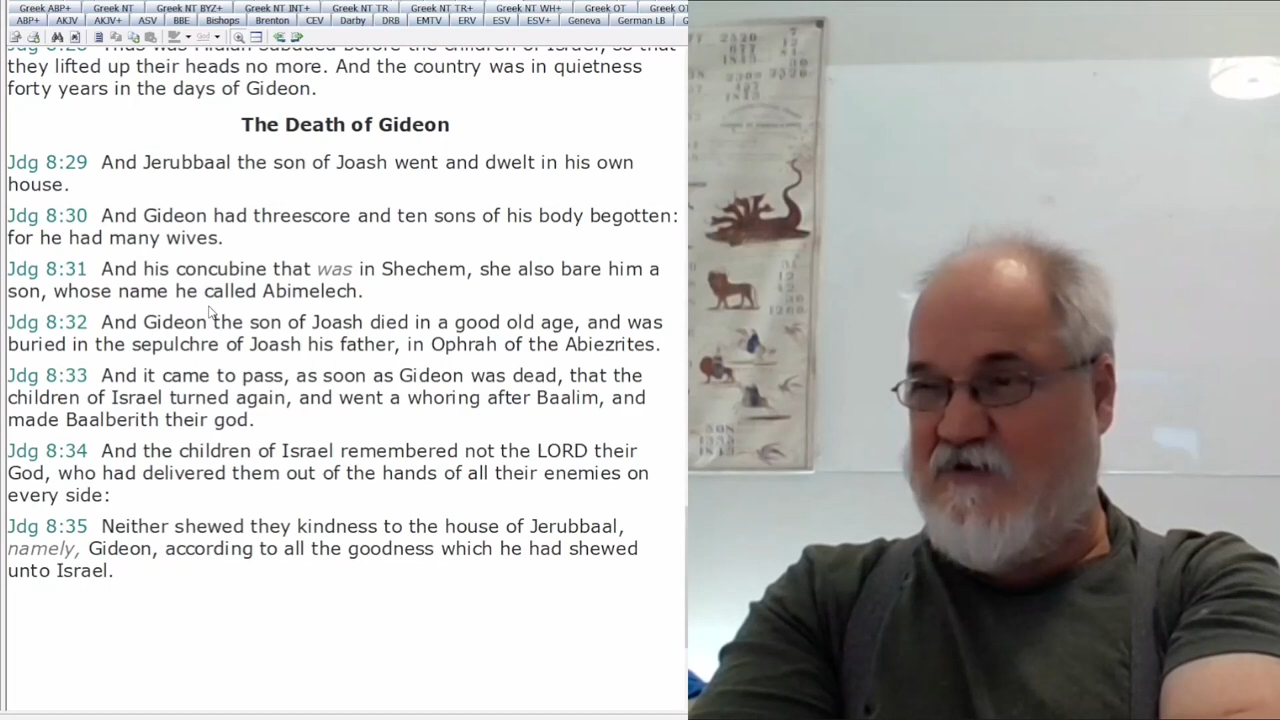 Greek ABP+ Greek NT Greek NT BYZ+ Greek NT INT+ Greek NT TR Greek NT TR+ Greek NT WH+ Greek OT
ABP+ AKJV AKJV+ ASV BBE Bishops Brenton CEV Darby DRB EMTV ERV ESV ESV+ Geneva German LB
they lifted up their heads no more. And the country was in quietness
forty years in the days of Gideon.
The Death of Gideon
Jdg 8:29 And Jerubbaal the son of Joash went and dwelt in his own
house.
Jdg 8:30 And Gideon had threescore and ten sons of his body begotten:
for he had many wives.
Jdg 8:31 And his concubine that was in Shechem, she also bare him a
son, whose name he called Abimelech.
Jdg 8:32 And Gideon the son of Joash died in a good old age, and was
buried in the sepulchre of Joash his father, in Ophrah of the Abiezrites.
Jdg 8:33 And it came to pass, as soon as Gideon was dead, that the
children of Israel turned again, and went a whoring after Baalim, and
made Baalberith their god.
Jdg 8:34 And the children of Israel remembered not the LORD their
God, who had delivered them out of the hands of all their enemies on
every side:
Jdg 8:35 Neither shewed they kindness to the house of Jerubbaal,
namely, Gideon, according to all the goodness which he had shewed
unto Israel.